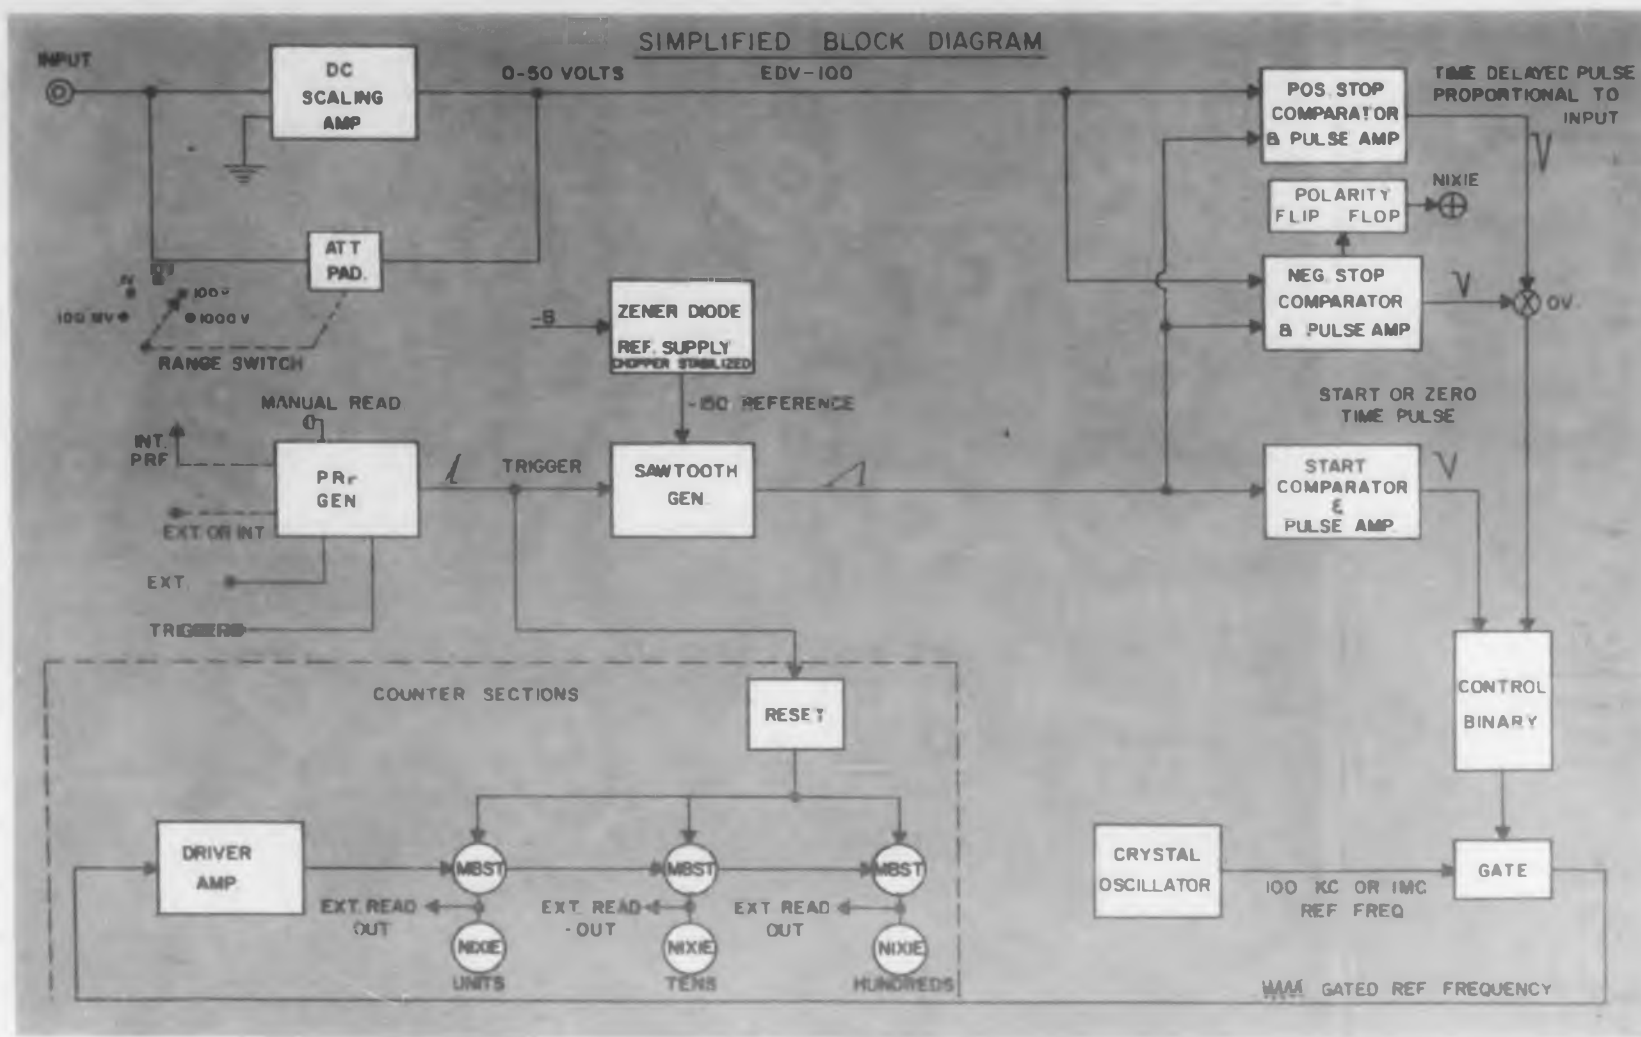 SIMPLIFIED BLOCK DIAGRAM
EDV-100
INPUT
DC
SCALING
AMP
0-50 VOLTS
POS. STOP
COMPARATOR
& PULSE AMP
TIME DELAYED PULSE
PROPORTIONAL TO
INPUT
POLARITY
FLIP FLOP
NIXIE
ATT
PAD.
1V
10V
100V
100 MV
1000 V
RANGE SWITCH
ZENER DIODE
REF. SUPPLY
CHOPPER STABILIZED
-B
NEG. STOP
COMPARATOR
& PULSE AMP
0V.
-150 REFERENCE
START OR ZERO
TIME PULSE
MANUAL READ
INT.
PRF
PRF
GEN
EXT. OR INT
EXT.
TRIGGERS
TRIGGER
SAWTOOTH
GEN.
START
COMPARATOR
&
PULSE AMP.
COUNTER SECTIONS
RESET
CONTROL
BINARY
DRIVER
AMP.
MBST
MBST
MBST
EXT. READ
OUT
EXT. READ
-OUT
EXT READ
OUT
NIXIE
NIXIE
NIXIE
UNITS
TENS
HUNDREDS
CRYSTAL
OSCILLATOR
100 KC OR 1MC
REF FREQ
GATE
GATED REF FREQUENCY